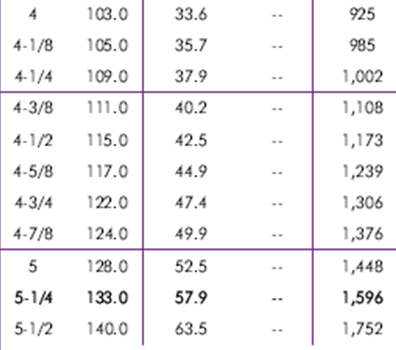 4 103.0 33.6 -- 925
4-1/8 105.0 35.7 -- 985
4-1/4 109.0 37.9 -- 1,002
4-3/8 111.0 40.2 -- 1,108
4-1/2 115.0 42.5 -- 1,173
4-5/8 117.0 44.9 -- 1,239
4-3/4 122.0 47.4 -- 1,306
4-7/8 124.0 49.9 -- 1,376
5 128.0 52.5 -- 1,448
5-1/4 133.0 57.9 -- 1,596
5-1/2 140.0 63.5 -- 1,752